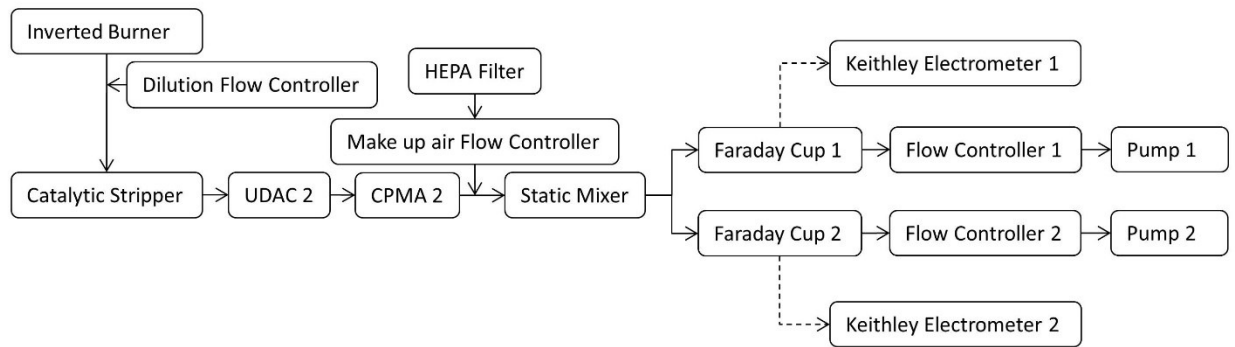 Inverted Burner
Dilution Flow Controller
HEPA Filter
Keithley Electrometer 1
Make up air Flow Controller
Faraday Cup 1
Flow Controller 1
Pump 1
Catalytic Stripper
UDAC 2
CPMA 2
Static Mixer
Faraday Cup 2
Flow Controller 2
Pump 2
Keithley Electrometer 2